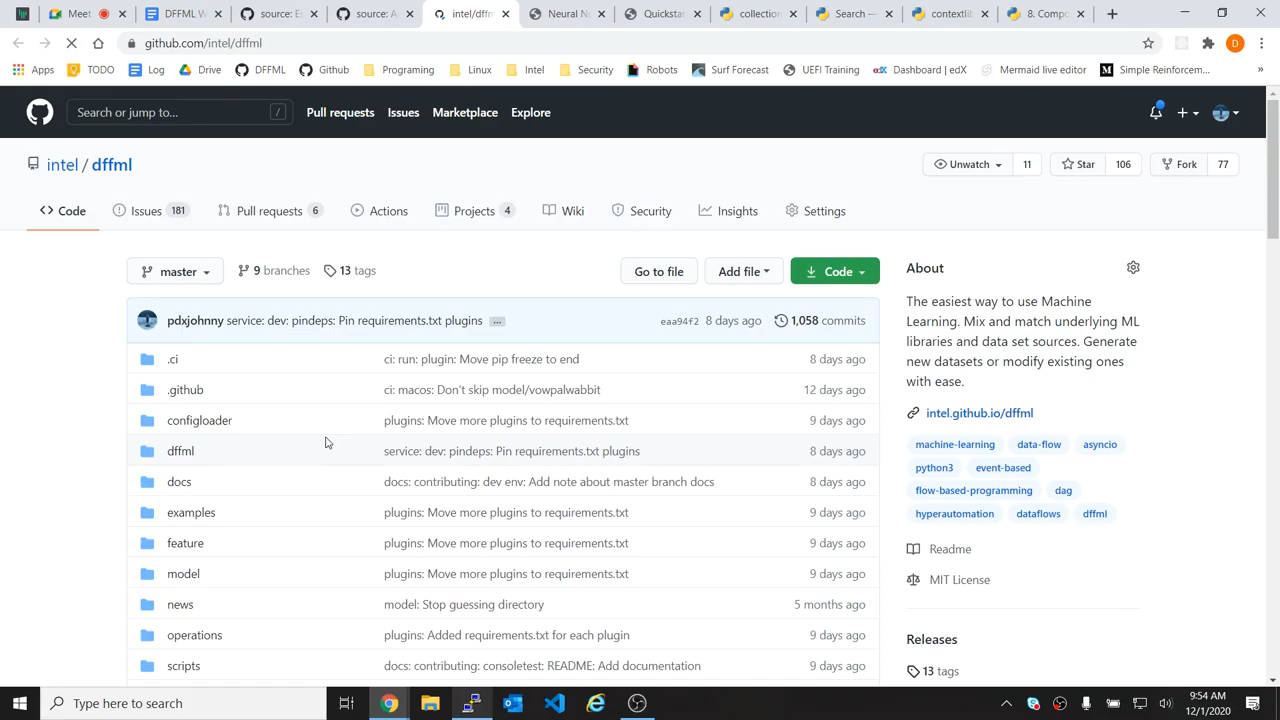 Meet
DFFML W
source: E
source: A
intel/dffm
Neural N
Quickstar
collection
Search —
contextlib
8. Compo
github.com/intel/dffml
D
Apps
TODO
Log
Drive
DFFML
Github
Programing
Linux
Intel
Security
Robots
Surf Forecast
UEFI Training
edX
Dashboard | edX
Mermaid live editor
M
Simple Reinforcem...
»
Search or jump to...
/
Pull requests
Issues
Marketplace
Explore
intel / dffml
Unwatch
11
Star
106
Fork
77
Code
Issues 181
Pull requests 6
Actions
Projects 4
Wiki
Security
Insights
Settings
master
9 branches
13 tags
Go to file
Add file
Code
pdxjohnny service: dev: pindeps: Pin requirements.txt plugins ...
eaa94f2 8 days ago
1,058 commits
.ci
ci: run: plugin: Move pip freeze to end
8 days ago
.github
ci: macos: Don't skip model/vowpalwabbit
12 days ago
configloader
plugins: Move more plugins to requirements.txt
9 days ago
dffml
service: dev: pindeps: Pin requirements.txt plugins
8 days ago
docs
docs: contributing: dev env: Add note about master branch docs
8 days ago
examples
plugins: Move more plugins to requirements.txt
9 days ago
feature
plugins: Move more plugins to requirements.txt
9 days ago
model
plugins: Move more plugins to requirements.txt
9 days ago
news
model: Stop guessing directory
5 months ago
operations
plugins: Added requirements.txt for each plugin
9 days ago
scripts
docs: contributing: consoletest: README: Add documentation
9 days ago
About
The easiest way to use Machine
Learning. Mix and match underlying ML
libraries and data set sources. Generate
new datasets or modify existing ones
with ease.
intel.github.io/dffml
machine-learning
data-flow
asyncio
python3
event-based
flow-based-programming
dag
hyperautomation
dataflows
dffml
Readme
MIT License
Releases
13 tags
Type here to search
9:54 AM
12/1/2020